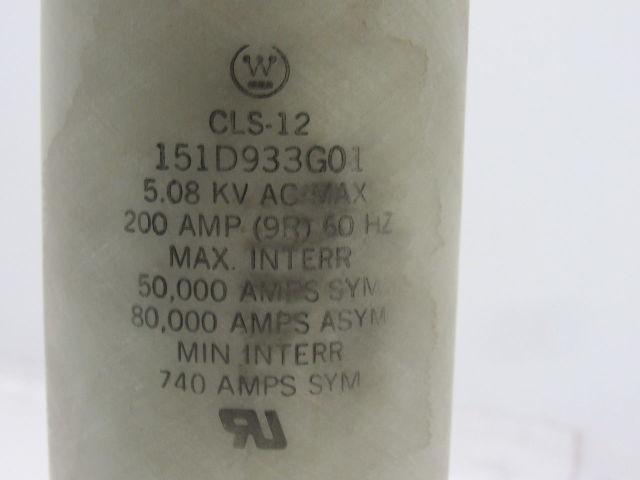 W
CLS-12
151D933G01
5.08 KV AC MAX
200 AMP (9R) 60 HZ
MAX. INTERR
50,000 AMPS SYM
80,000 AMPS ASYM
MIN INTERR
740 AMPS SYM
UR